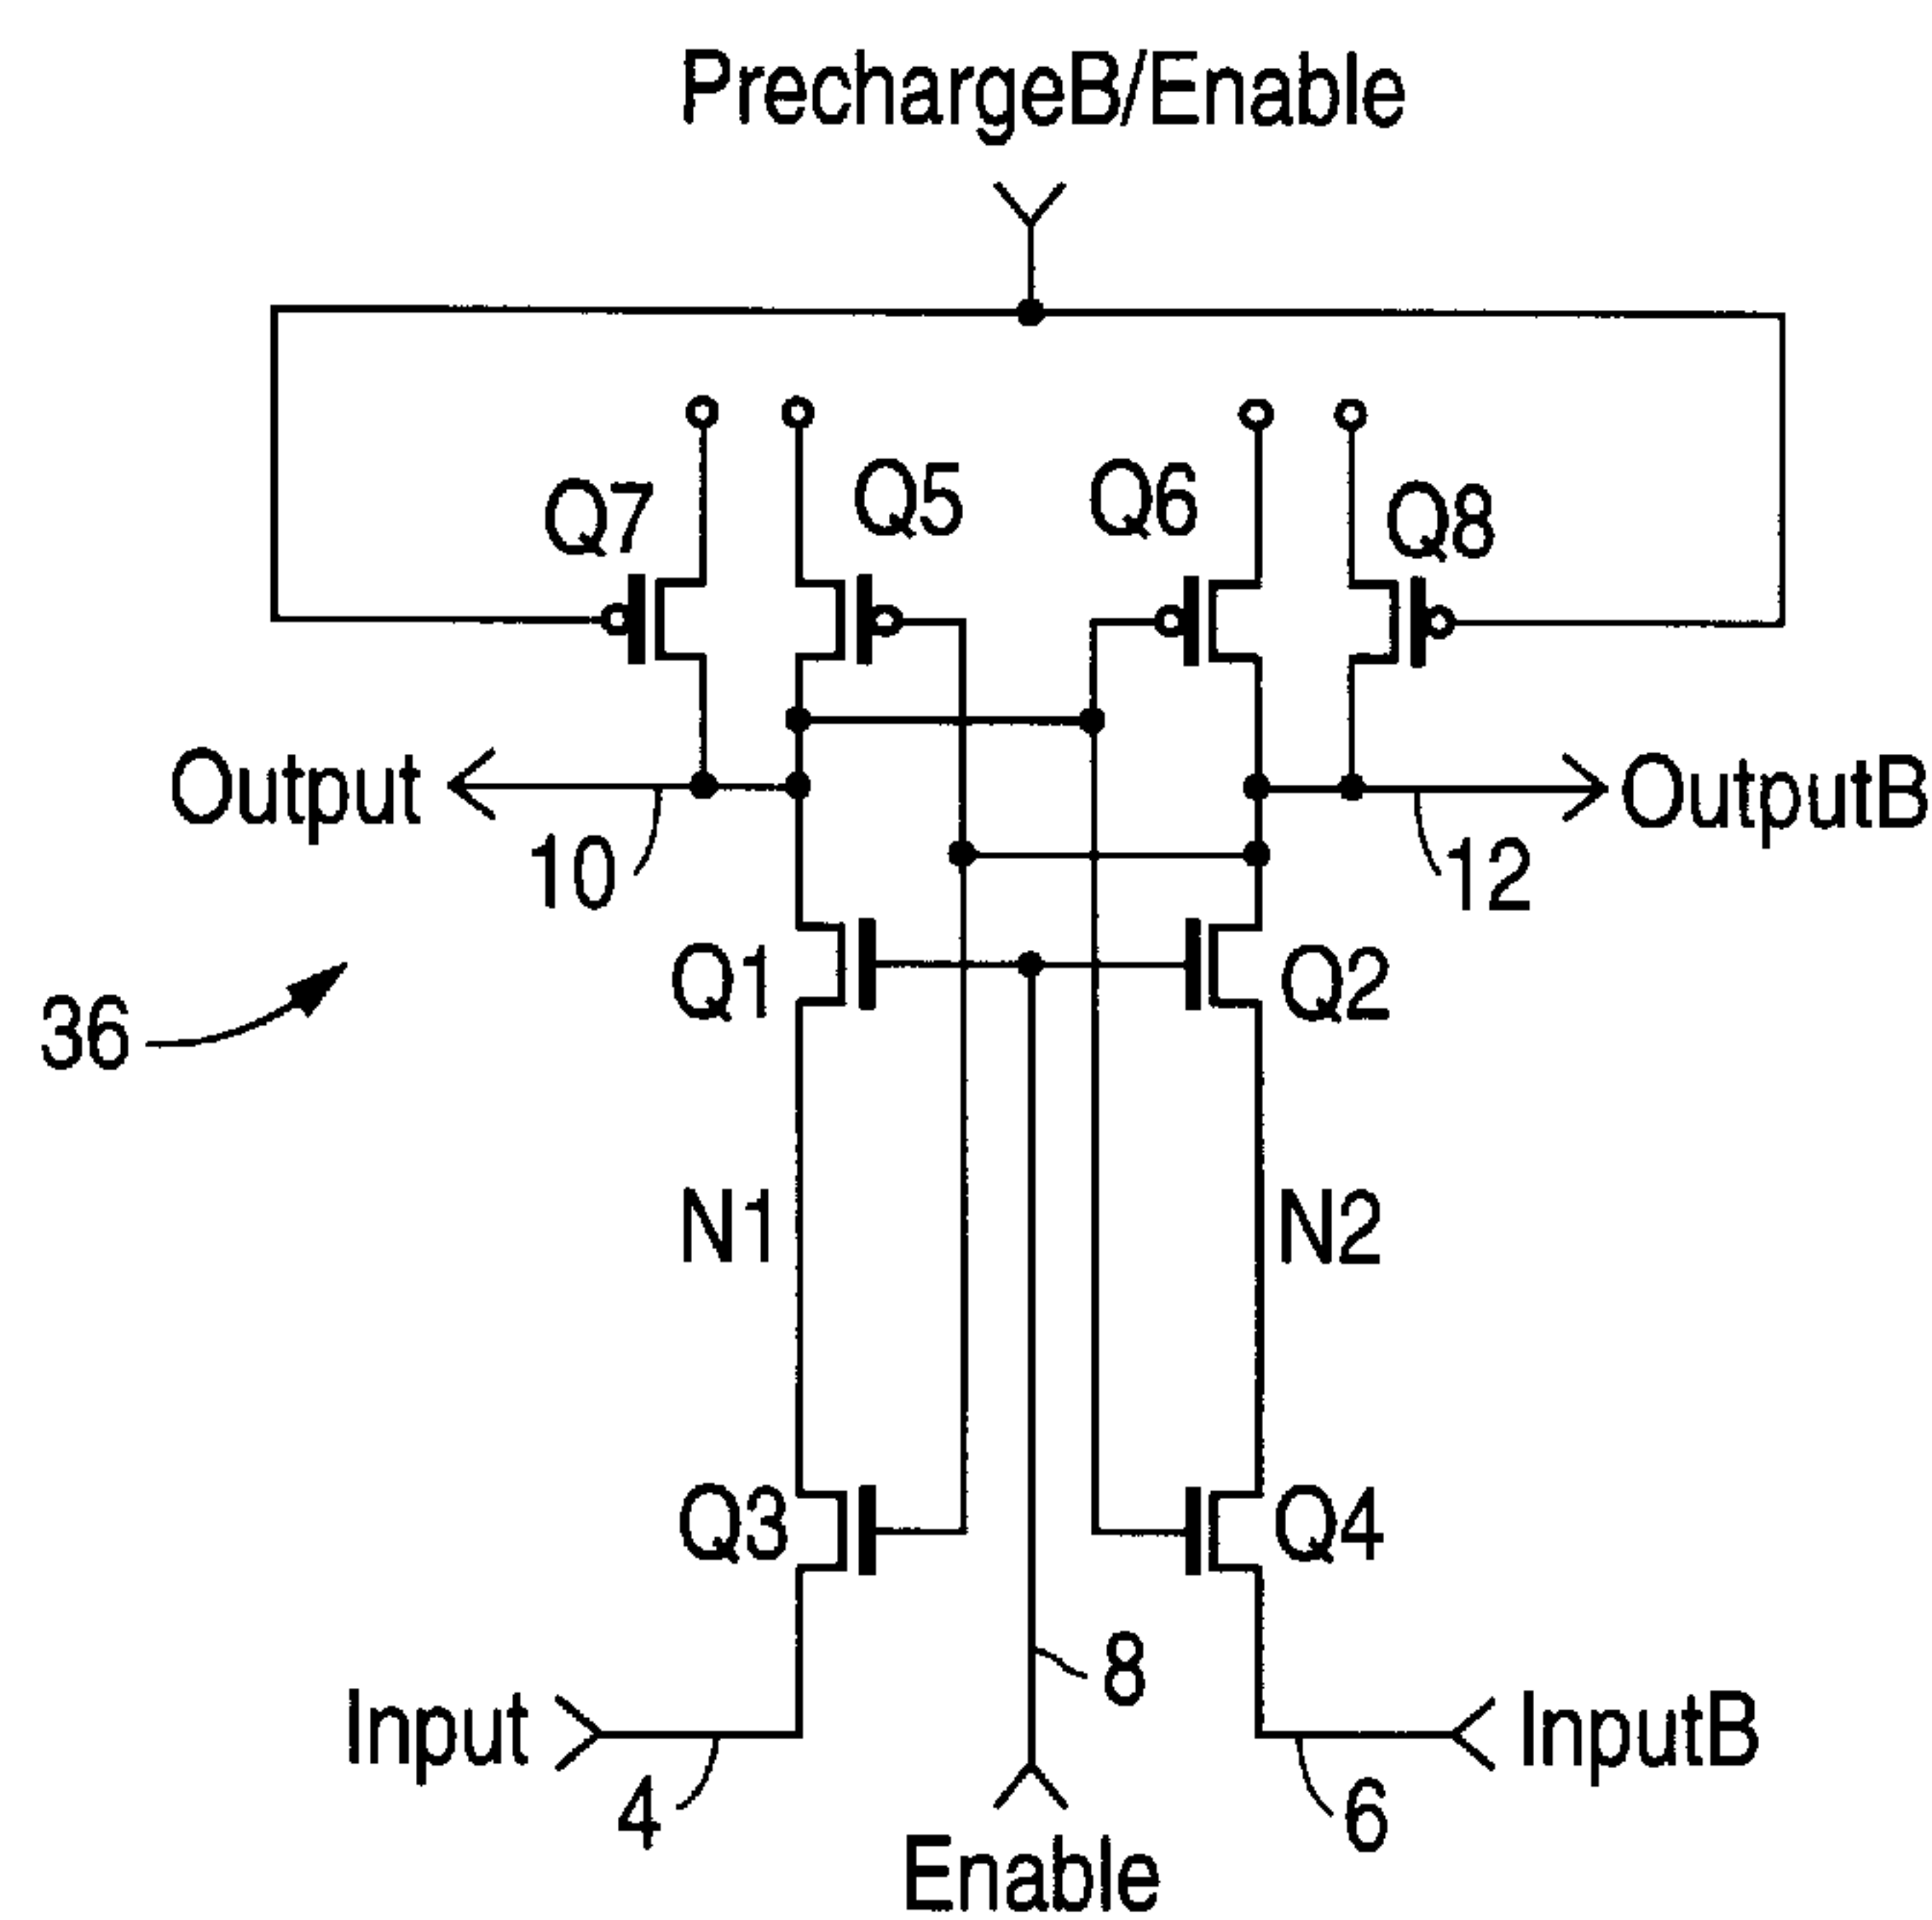 PrechargeB/Enable
Q7
Q5
Q6
Q8
Output
OutputB
10
12
Q1
Q2
36
N1
N2
Q3
Q4
8
Input
InputB
4
6
Enable